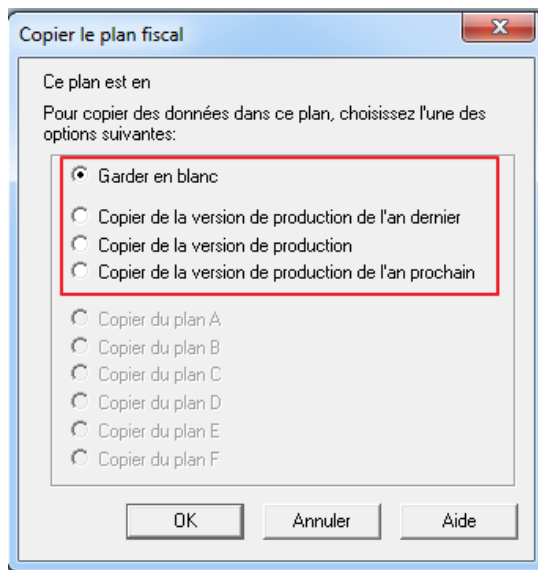 Copier le plan fiscal
Ce plan est en
Pour copier des données dans ce plan, choisissez l'une des
options suivantes:
Garder en blanc
Copier de la version de production de l'an dernier
Copier de la version de production
Copier de la version de production de l'an prochain
Copier du plan A
Copier du plan B
Copier du plan C
Copier du plan D
Copier du plan E
Copier du plan F
OK Annuler Aide